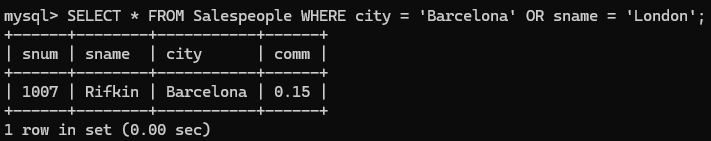 mysql> SELECT * FROM Salespeople WHERE city = 'Barcelona' OR sname = 'London';
+------+--------+-----------+------+
| snum | sname  | city      | comm |
+------+--------+-----------+------+
| 1007 | Rifkin | Barcelona | 0.15 |
+------+--------+-----------+------+
1 row in set (0.00 sec)